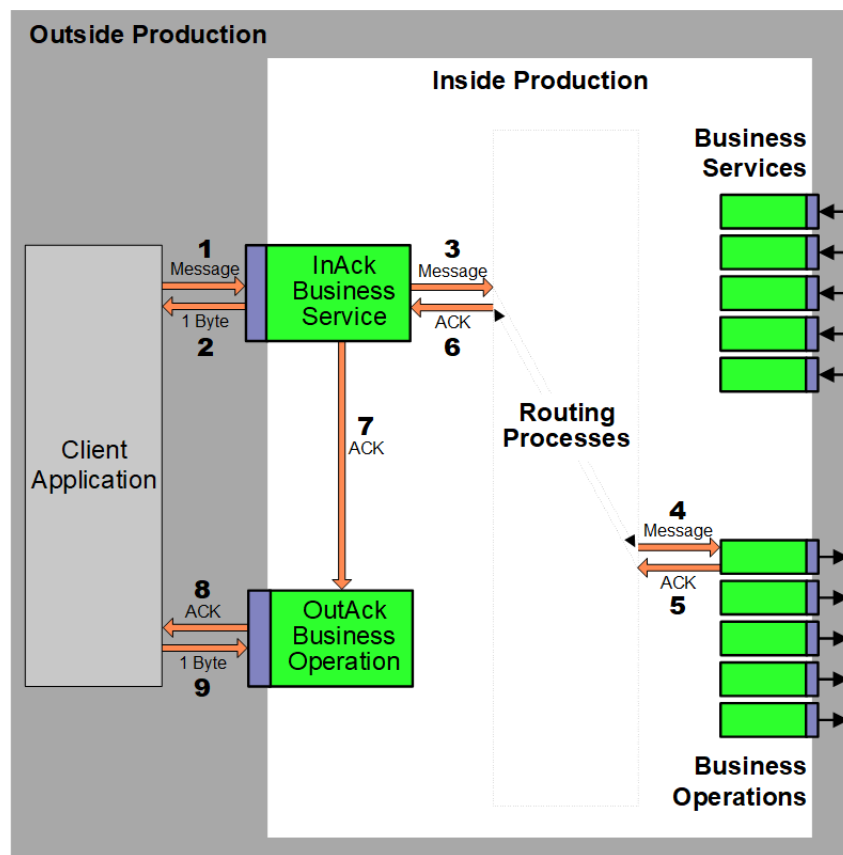 Outside Production
Inside Production
Business
Services
1
Message
1 Byte
2
InAck
Business
Service
3
Message
ACK
6
7
ACK
Client
Application
Routing
Processes
4
Message
ACK
5
8
ACK
1 Byte
9
OutAck
Business
Operation
Business
Operations